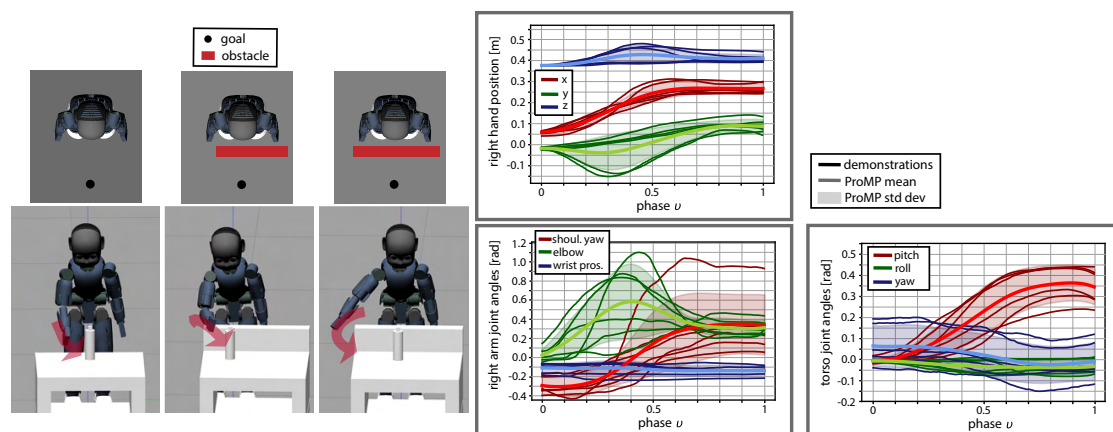 goal
obstacle
right hand position [m]
0.5
0.4
0.3
0.2
0.1
0.0
-0.1
x
y
z
0
0.5
1
phase υ
demonstrations
ProMP mean
ProMP std dev
right arm joint angles [rad]
1.2
1.0
0.8
0.6
0.4
0.2
0.0
-0.2
-0.4
shoul. yaw
elbow
wrist pros.
0
0.5
1
phase υ
torso joint angles [rad]
0.5
0.4
0.3
0.2
0.1
0.0
-0.1
-0.2
pitch
roll
yaw
0
0.5
1
phase υ